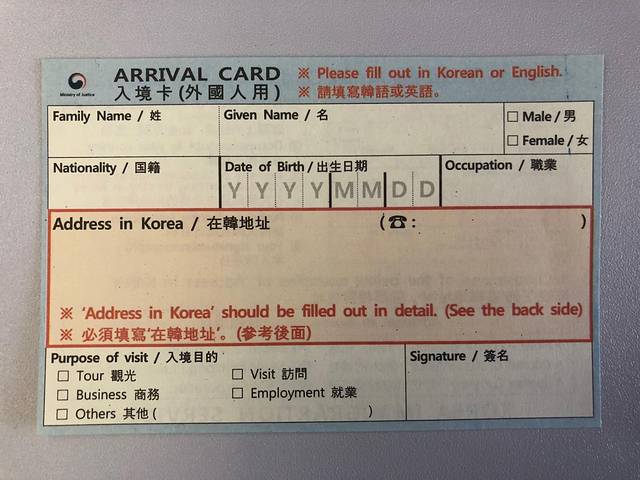 Ministry of Justice
ARRIVAL CARD
入境卡(外國人用)
※ Please fill out in Korean or English.
※ 請填寫韓語或英語。
Family Name / 姓
Given Name / 名
□ Male / 男
□ Female / 女
Nationality / 国籍
Date of Birth / 出生日期
Y Y Y Y M M D D
Occupation / 職業
Address in Korea / 在韓地址 (☎: )
※ 'Address in Korea' should be filled out in detail. (See the back side)
※ 必須填寫'在韓地址'。(參考後面)
Purpose of visit / 入境目的
□ Tour 觀光 □ Visit 訪問
□ Business 商務 □ Employment 就業
□ Others 其他 ( )
Signature / 簽名